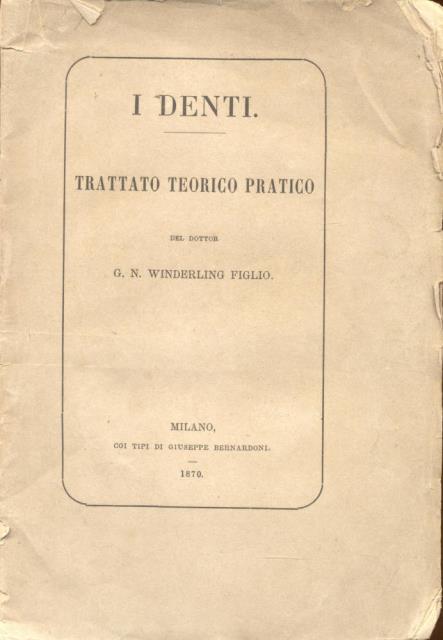 I DENTI.
TRATTATO TEORICO PRATICO
DEL DOTTOR
G. N. WINDERLING FIGLIO.
MILANO,
COI TIPI DI GIUSEPPE BERNARDONI.
1870.